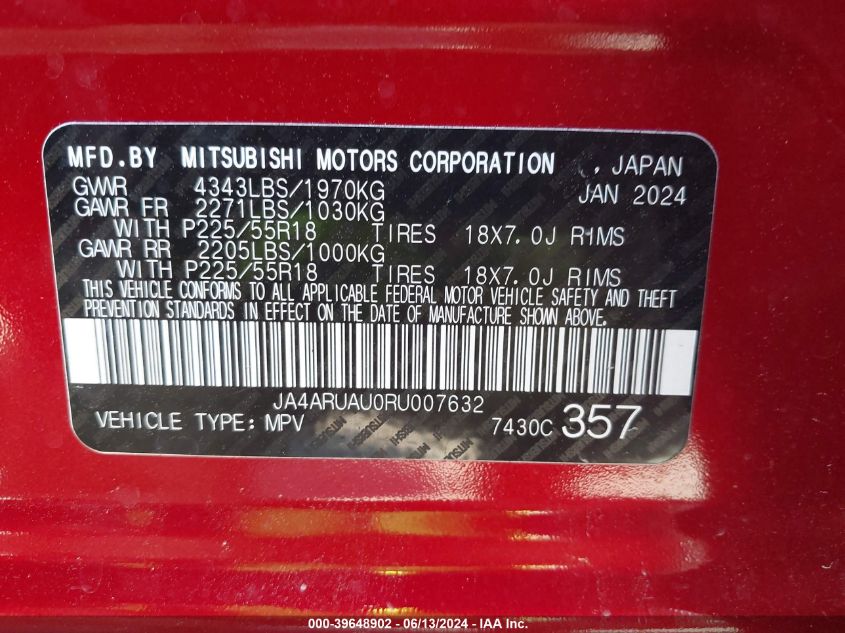 MFD.BY MITSUBISHI MOTORS CORPORATION , JAPAN
GVWR 4343LBS/1970KG JAN 2024
GAWR FR 2271LBS/1030KG
WITH P225/55R18 TIRES 18X7.0J RIMS
GAWR RR 2205LBS/1000KG
WITH P225/55R18 TIRES 18X7.0J RIMS
THIS VEHICLE CONFORMS TO ALL APPLICABLE FEDERAL MOTOR VEHICLE SAFETY AND THEFT
PREVENTION STANDARDS IN EFFECT ON THE DATE OF MANUFACTURE SHOWN ABOVE.
JA4ARUAU0RU007632
VEHICLE TYPE: MPV 7430C 357
000-39648902 - 06/13/2024 - IAA Inc.